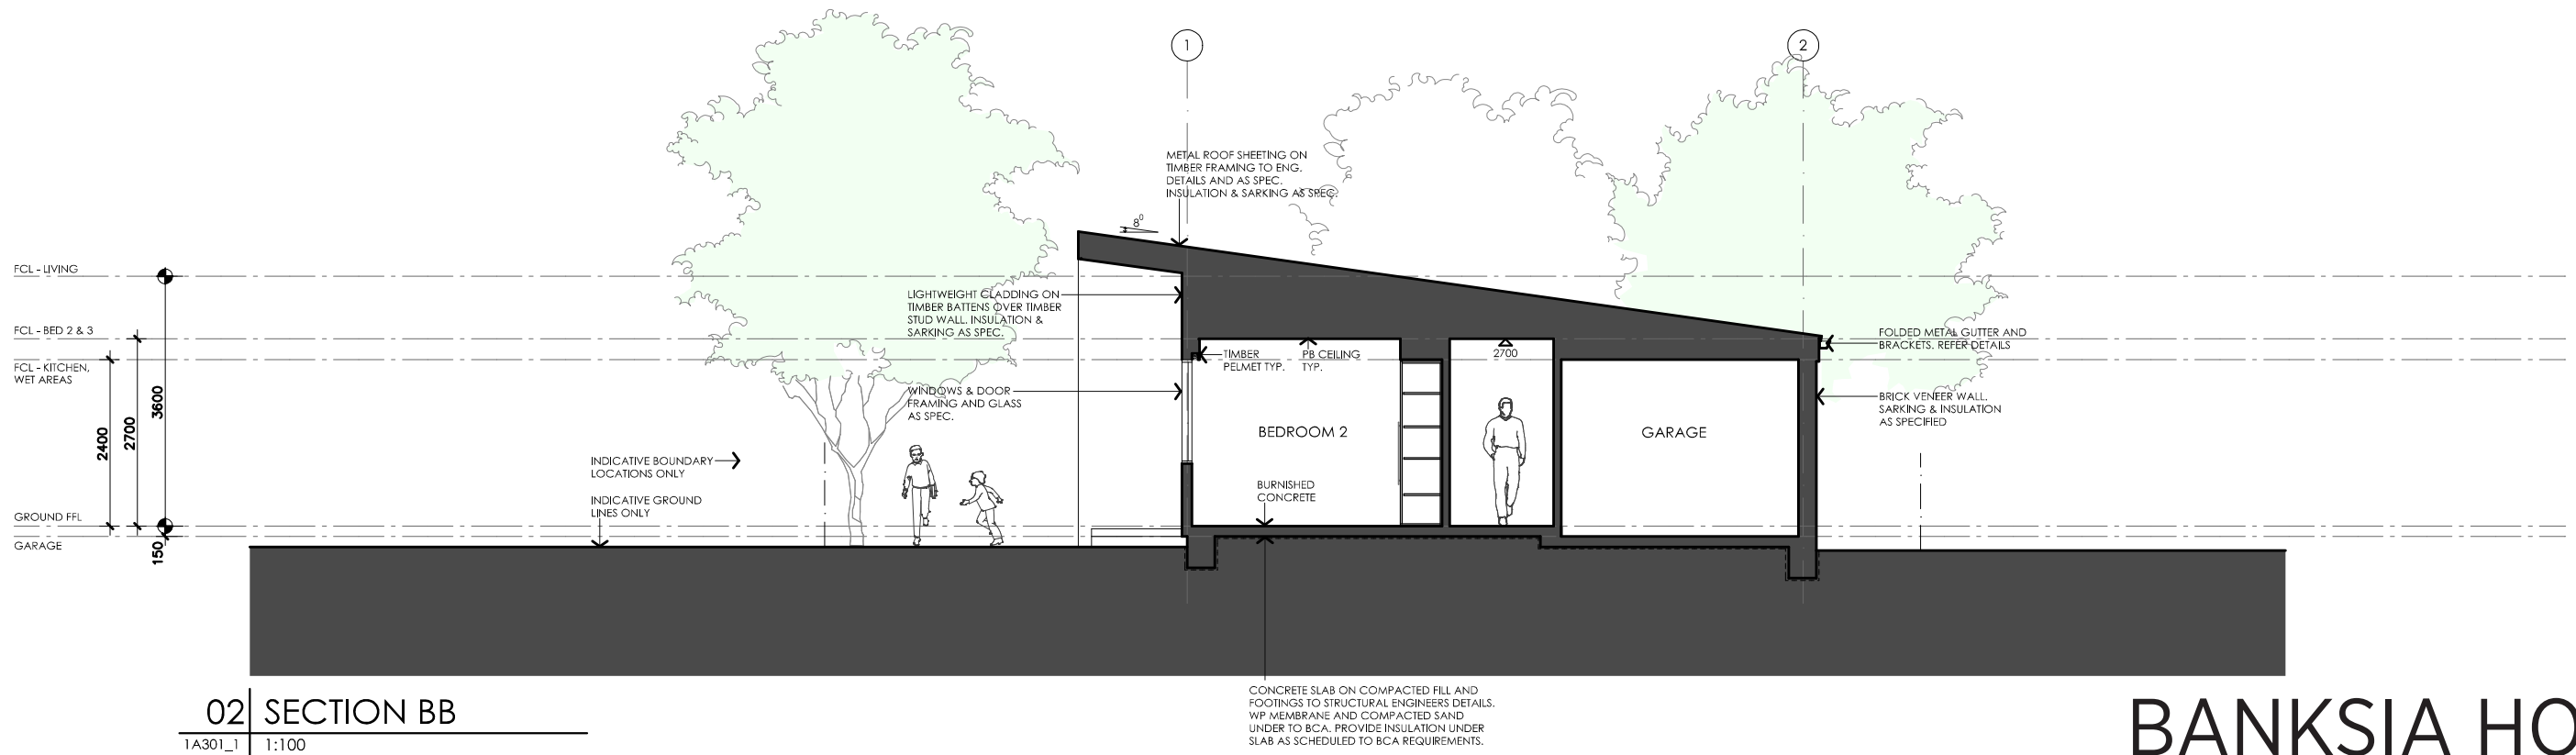 1
2
METAL ROOF SHEETING ON
TIMBER FRAMING TO ENG.
DETAILS AND AS SPEC.
INSULATION & SARKING AS SPEC.
8⁰
FCL - LIVING
LIGHTWEIGHT CLADDING ON
TIMBER BATTENS OVER TIMBER
STUD WALL. INSULATION &
SARKING AS SPEC.
FCL - BED 2 & 3
FOLDED METAL GUTTER AND
BRACKETS. REFER DETAILS
TIMBER
PELMET TYP.
PB CEILING
TYP.
2700
FCL - KITCHEN,
WET AREAS
WINDOWS & DOOR
FRAMING AND GLASS
AS SPEC.
BRICK VENEER WALL.
SARKING & INSULATION
AS SPECIFIED
2400
2700
3600
BEDROOM 2
GARAGE
INDICATIVE BOUNDARY
LOCATIONS ONLY
INDICATIVE GROUND
LINES ONLY
BURNISHED
CONCRETE
GROUND FFL
GARAGE
150
CONCRETE SLAB ON COMPACTED FILL AND
FOOTINGS TO STRUCTURAL ENGINEERS DETAILS.
WP MEMBRANE AND COMPACTED SAND
UNDER TO BCA. PROVIDE INSULATION UNDER
SLAB AS SCHEDULED TO BCA REQUIREMENTS.
02 SECTION BB
1A301_1 1:100
BANKSIA HO